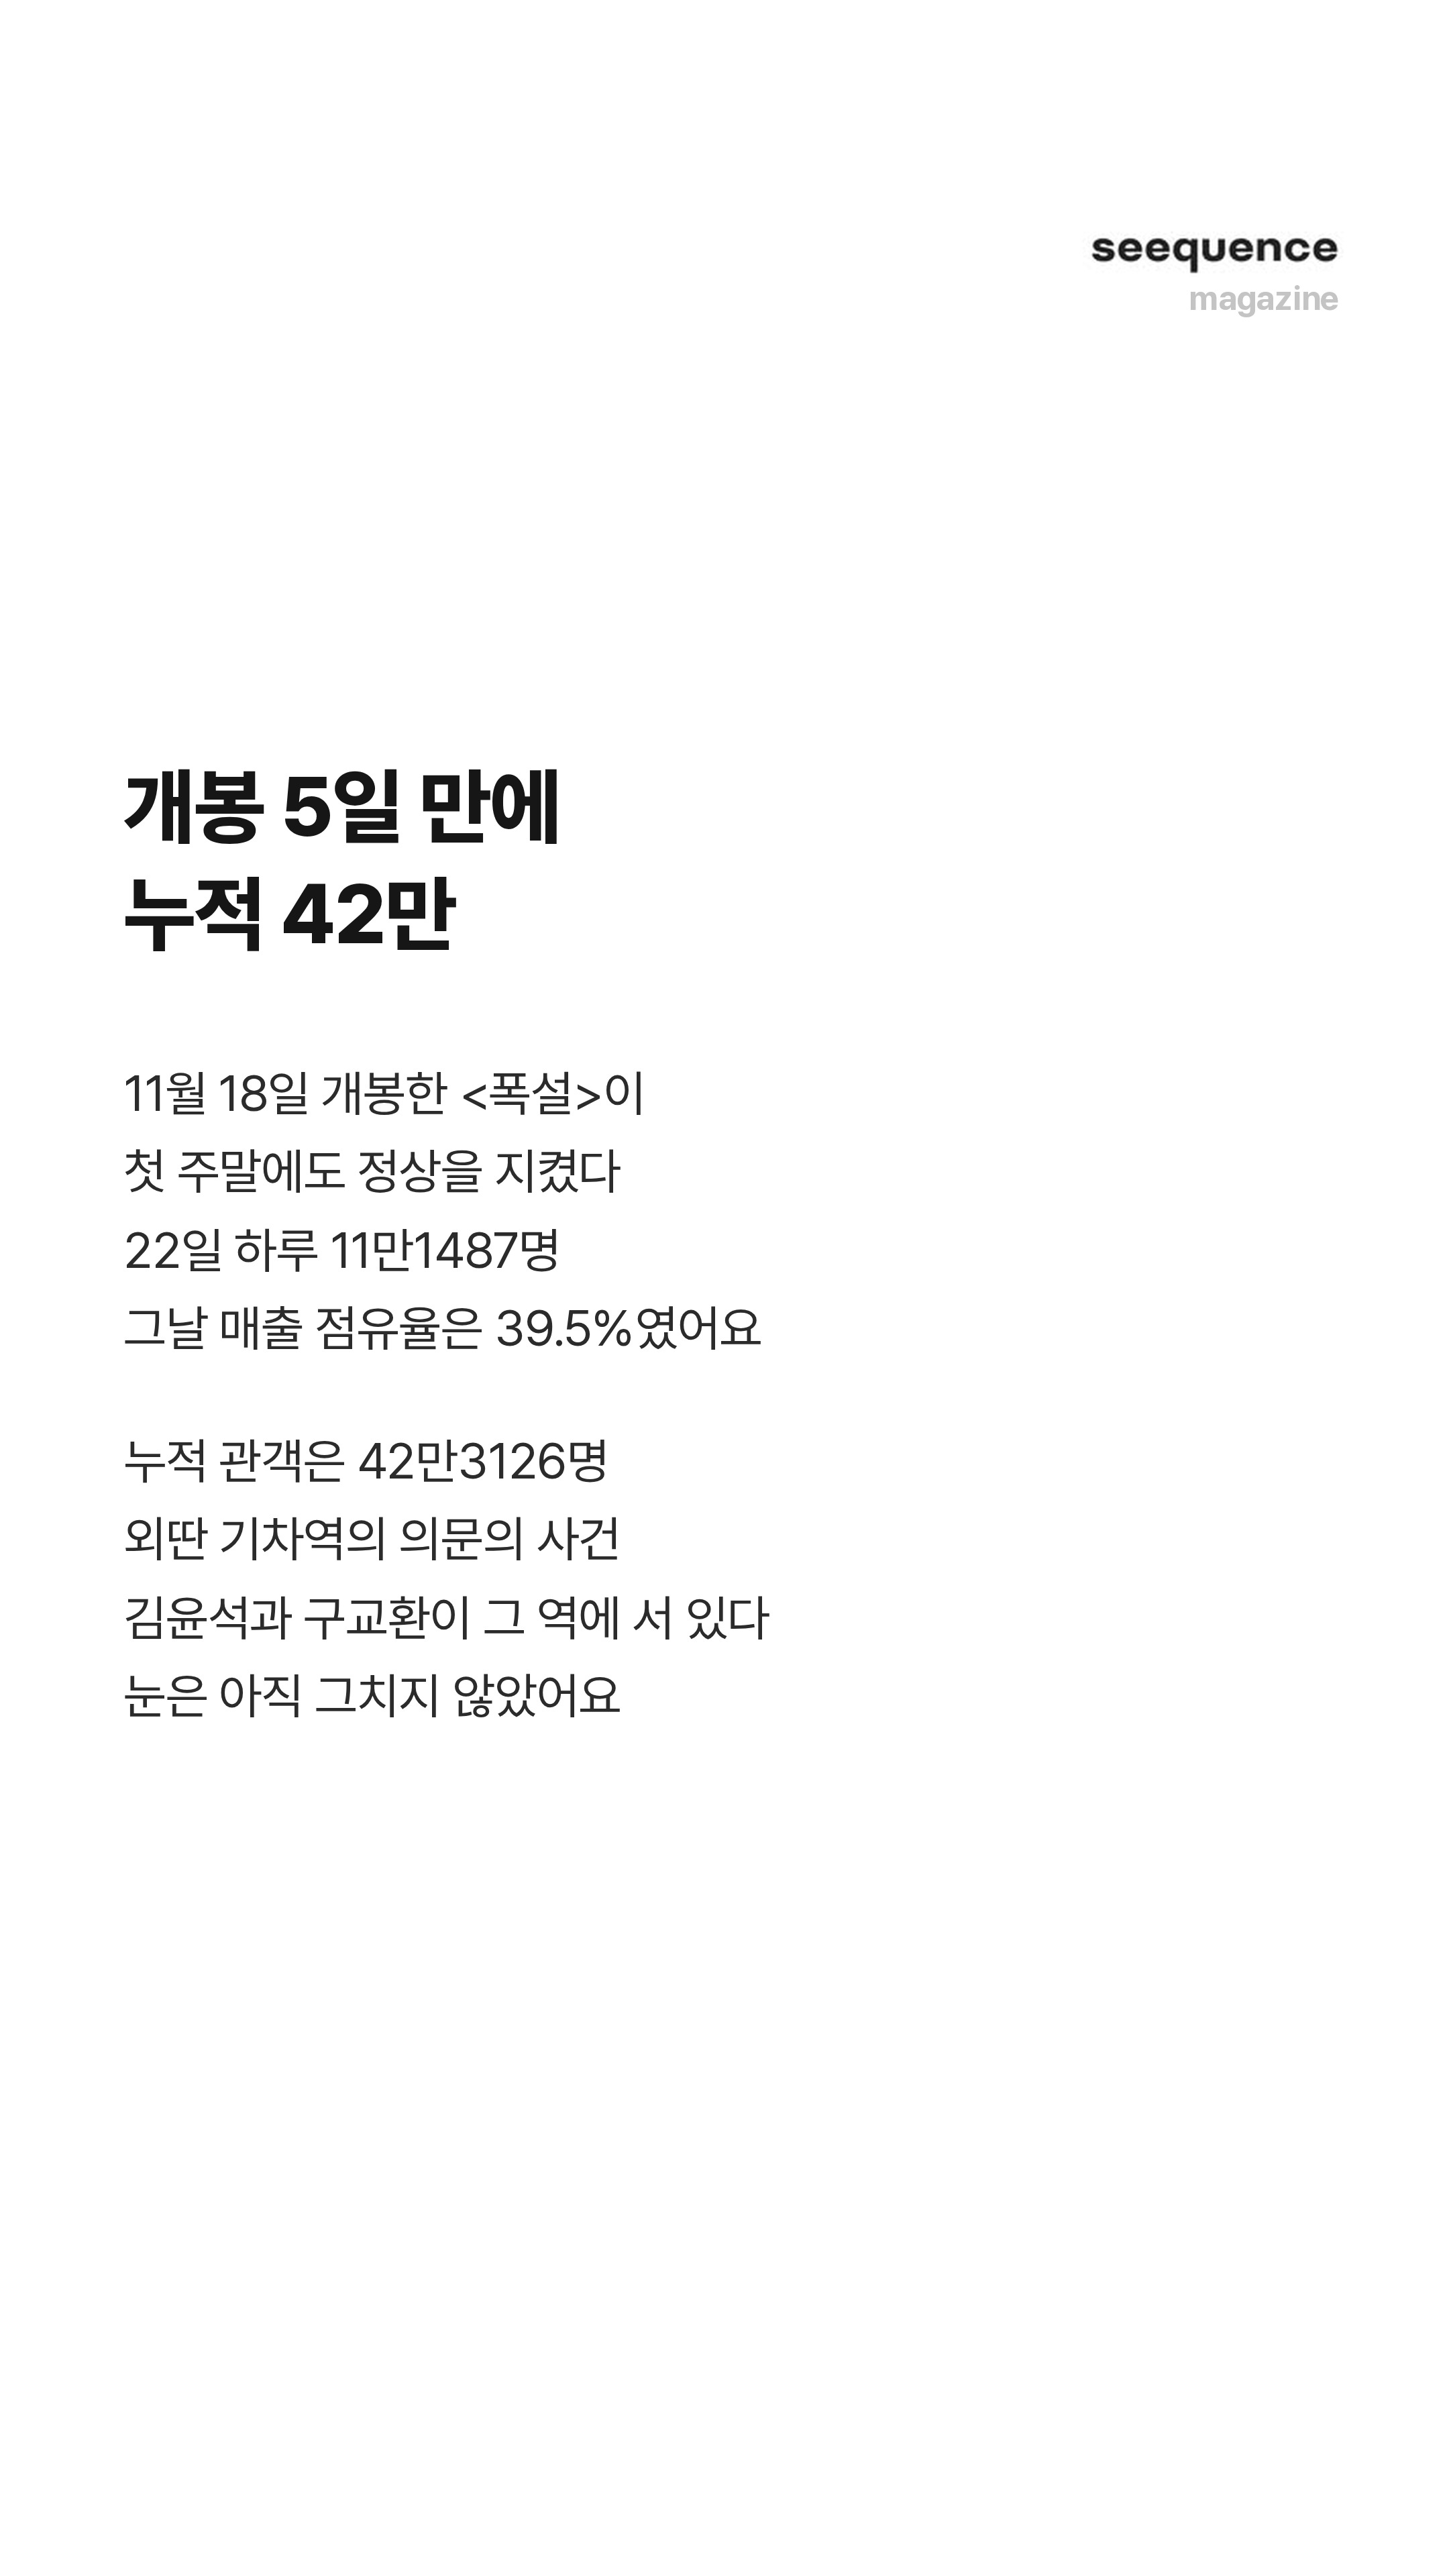 seequence
magazine
개봉 5일 만에
누적 42만
11월 18일 개봉한 <폭설>이
첫 주말에도 정상을 지켰다
22일 하루 11만1487명
그날 매출 점유율은 39.5%였어요
누적 관객은 42만3126명
외딴 기차역의 의문의 사건
김윤석과 구교환이 그 역에 서 있다
눈은 아직 그치지 않았어요